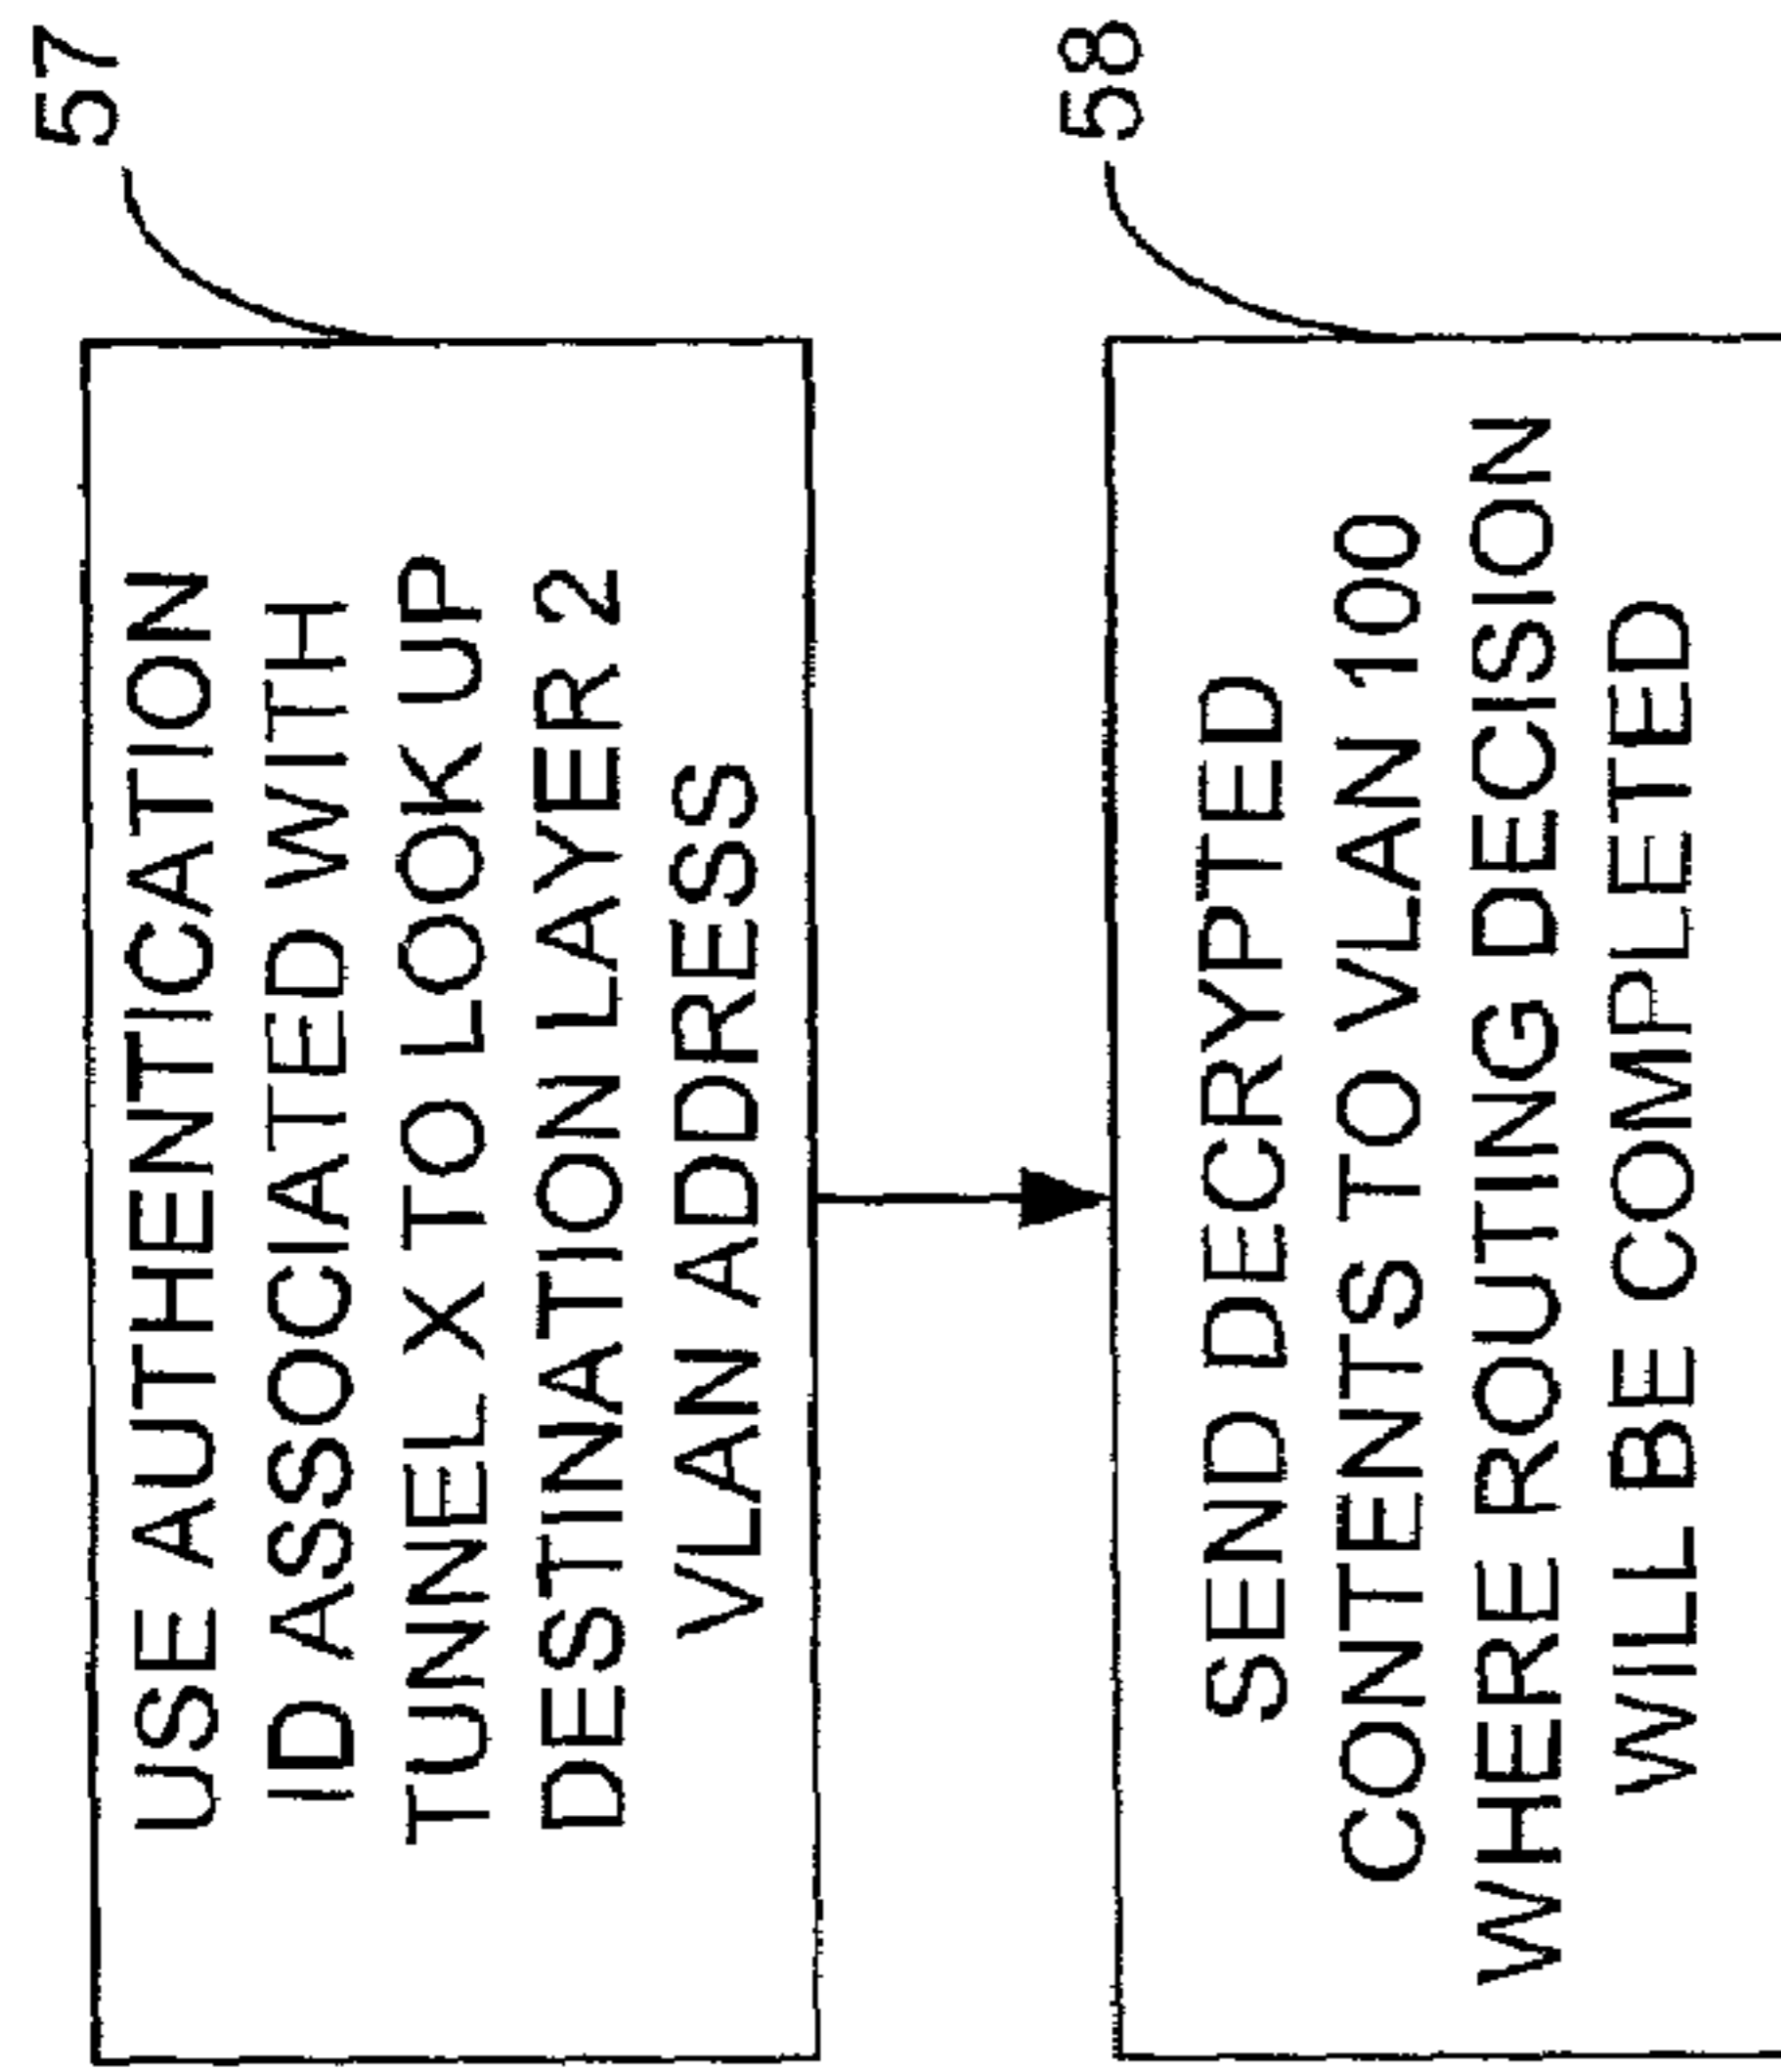 57
USE AUTHENTICATION
ID ASSOCIATED WITH
TUNNEL X TO LOOK UP
DESTINATION LAYER 2
VLAN ADDRESS
58
SEND DECRYPTED
CONTENTS TO VLAN 100
WHERE ROUTING DECISION
WILL BE COMPLETED